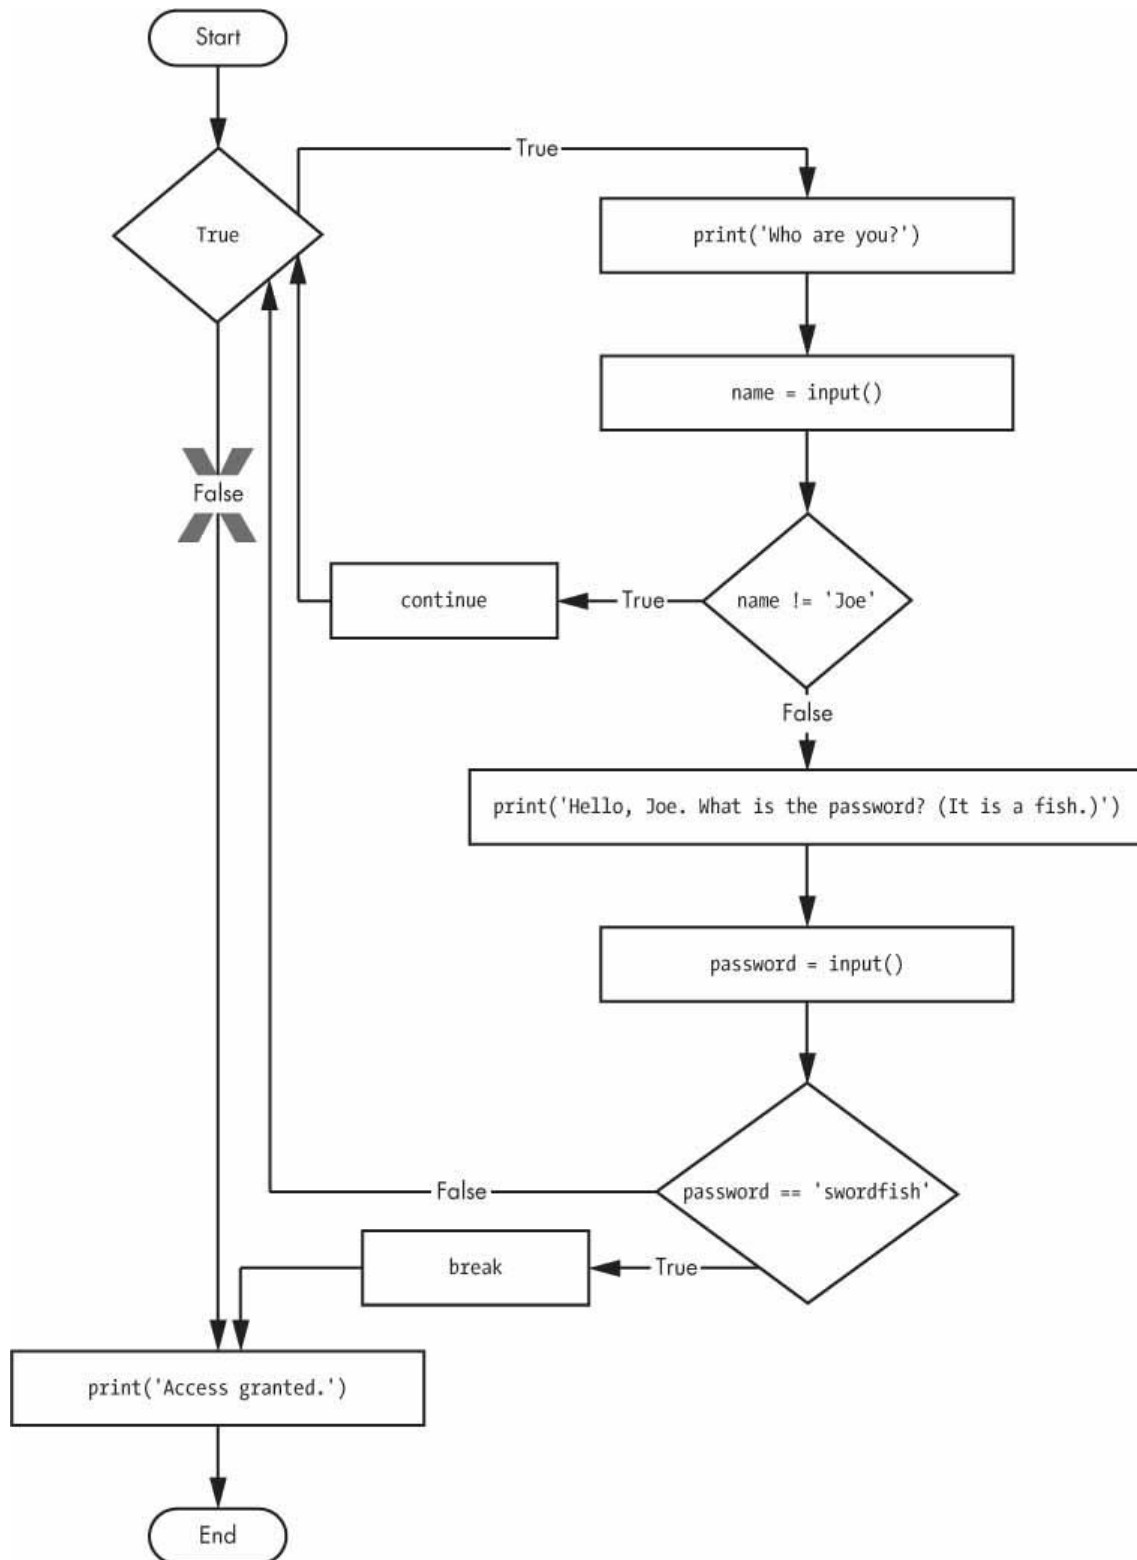 Start
True
True
print('Who are you?')
name = input()
False
continue
True
name != 'Joe'
False
print('Hello, Joe. What is the password? (It is a fish.)')
password = input()
False
password == 'swordfish'
break
True
print('Access granted.')
End